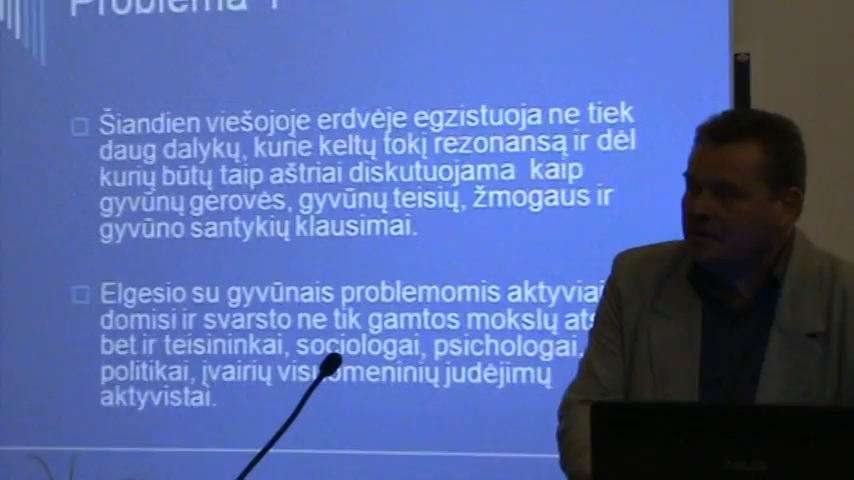 Problema 1
Šiandien viešojoje erdvėje egzistuoja ne tiek
daug dalykų, kurie keltų tokį rezonansą ir dėl
kurių būtų taip aštriai diskutuojama kaip
gyvūnų gerovės, gyvūnų teisių, žmogaus ir
gyvūno santykių klausimai.
Elgesio su gyvūnais problemomis aktyviai
domisi ir svarsto ne tik gamtos mokslų
bet ir teisininkai, sociologai, psichologai,
politikai, įvairių visuomeninių judėjimų
aktyvistai.